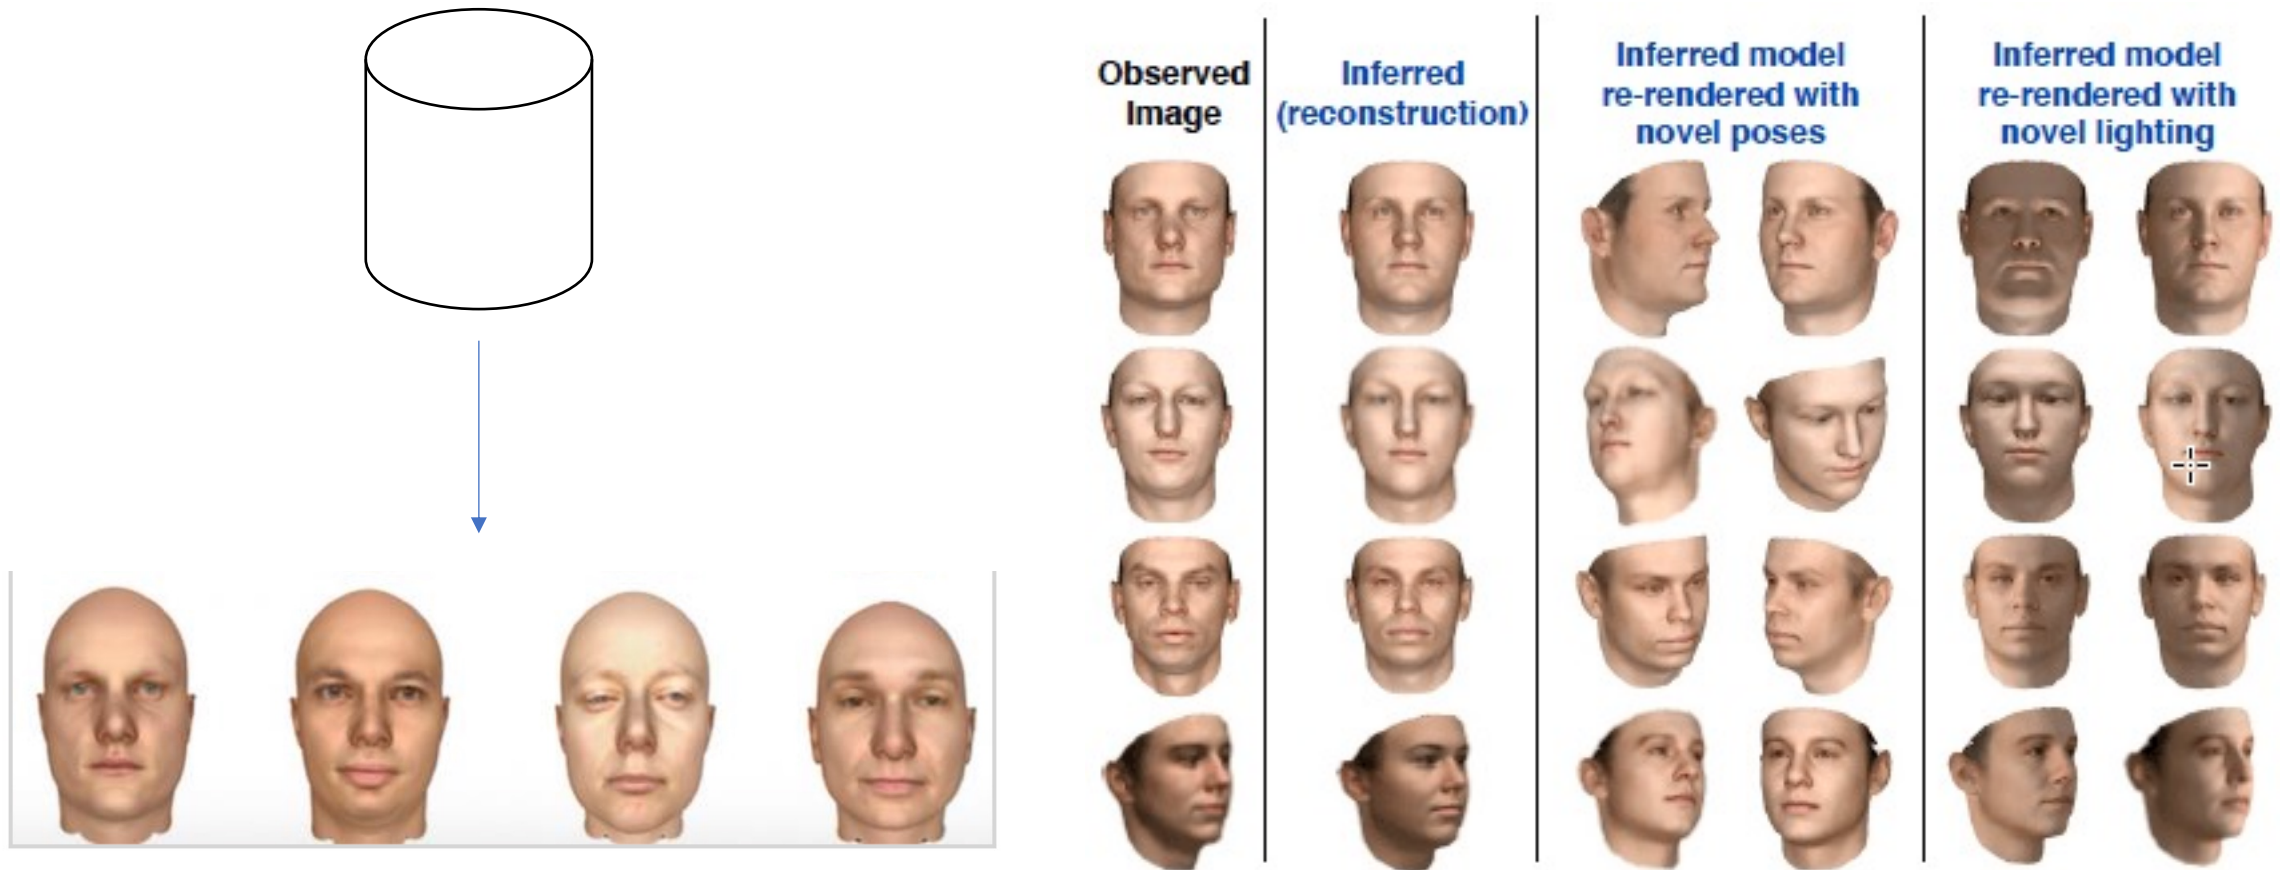 Observed
Image
Inferred
(reconstruction)
Inferred model
re-rendered with
novel poses
Inferred model
re-rendered with
novel lighting